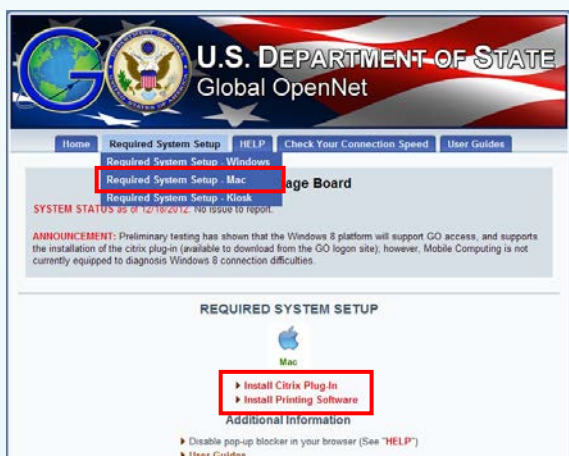 U.S. DEPARTMENT OF STATE
Global OpenNet
Home Required System Setup HELP Check Your Connection Speed User Guides
Required System Setup - Windows
Required System Setup - Mac
age Board
Required System Setup - Kiosk
SYSTEM STATUS as of 12/18/2012. No issue to report.
ANNOUNCEMENT: Preliminary testing has shown that the Windows 8 platform will support GO access, and supports
the installation of the citrix plug-in (available to download from the GO logon site); however, Mobile Computing is not
currently equipped to diagnosis Windows 8 connection difficulties.
REQUIRED SYSTEM SETUP
Mac
Install Citrix Plug-In
Install Printing Software
Additional Information
Disable pop-up blocker in your browser (See "HELP")
User Guides